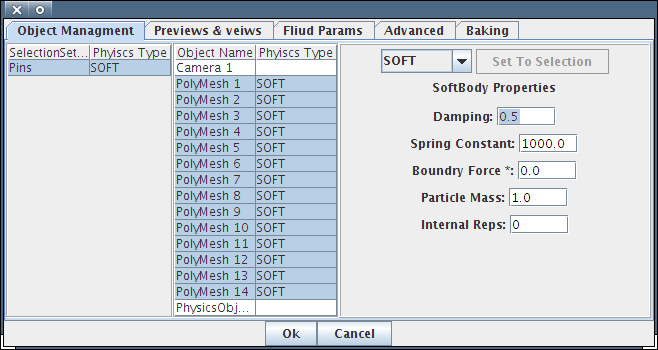 Object Managment Previews & veiws Fliud Params Advanced Baking
SelectionSet... Phyiscs Type
Pins SOFT
Object Name Phyiscs Type
Camera 1
PolyMesh 1 SOFT
PolyMesh 2 SOFT
PolyMesh 3 SOFT
PolyMesh 4 SOFT
PolyMesh 5 SOFT
PolyMesh 6 SOFT
PolyMesh 7 SOFT
PolyMesh 8 SOFT
PolyMesh 9 SOFT
PolyMesh 10 SOFT
PolyMesh 11 SOFT
PolyMesh 12 SOFT
PolyMesh 13 SOFT
PolyMesh 14 SOFT
PhysicsObj...
SOFT Set To Selection
SoftBody Properties
Damping: 0.5
Spring Constant: 1000.0
Boundry Force *: 0.0
Particle Mass: 1.0
Internal Reps: 0
Ok Cancel